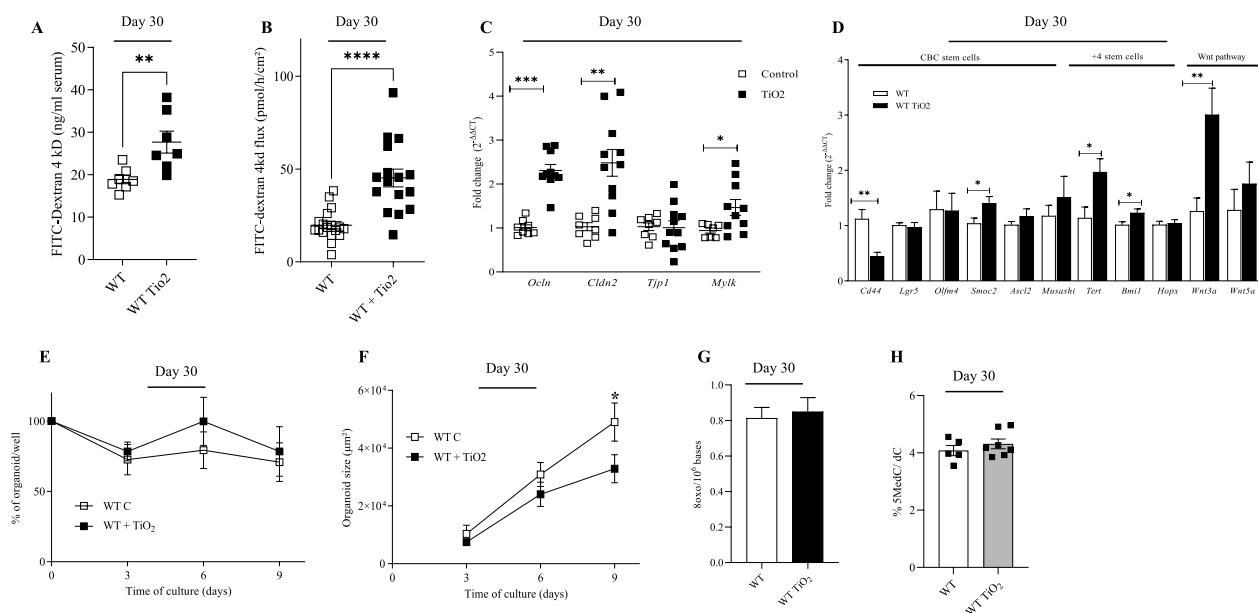 A
Day 30
**
FITC-Dextran 4 kD (ng/ml serum)
50
40
30
20
10
0
WT
WT Tio2
B
Day 30
****
FITC-dextran 4kd flux (pmol/h/cm²)
100
50
0
WT
WT + Tio2
C
Day 30
Control
TiO2
***
**
*
Fold change (2^-ΔΔCT)
5
4
3
2
1
0
Ocln
Cldn2
Tjp1
Mylk
D
Day 30
CBC stem cells
+4 stem cells
Wnt pathway
WT
WT TiO2
**
*
*
*
**
Fold change (2^-ΔΔCT)
4
3
2
1
0
Cd44
Lgr5
Olfm4
Smoc2
Ascl2
Musashi
Tert
Bmi1
Hopx
Wnt3a
Wnt5a
E
Day 30
% of organoid/well
100
50
0
WT C
WT + TiO₂
0
3
6
9
Time of culture (days)
F
Day 30
*
Organoid size (µm²)
6×10⁴
4×10⁴
2×10⁴
0
WT C
WT + TiO2
0
3
6
9
Time of culture (days)
G
Day 30
8oxo/10⁶ bases
1.0
0.8
0.6
0.4
0.2
0.0
WT
WT TiO₂
H
Day 30
% 5MedC/ dC
6
4
2
0
WT
WT TiO₂